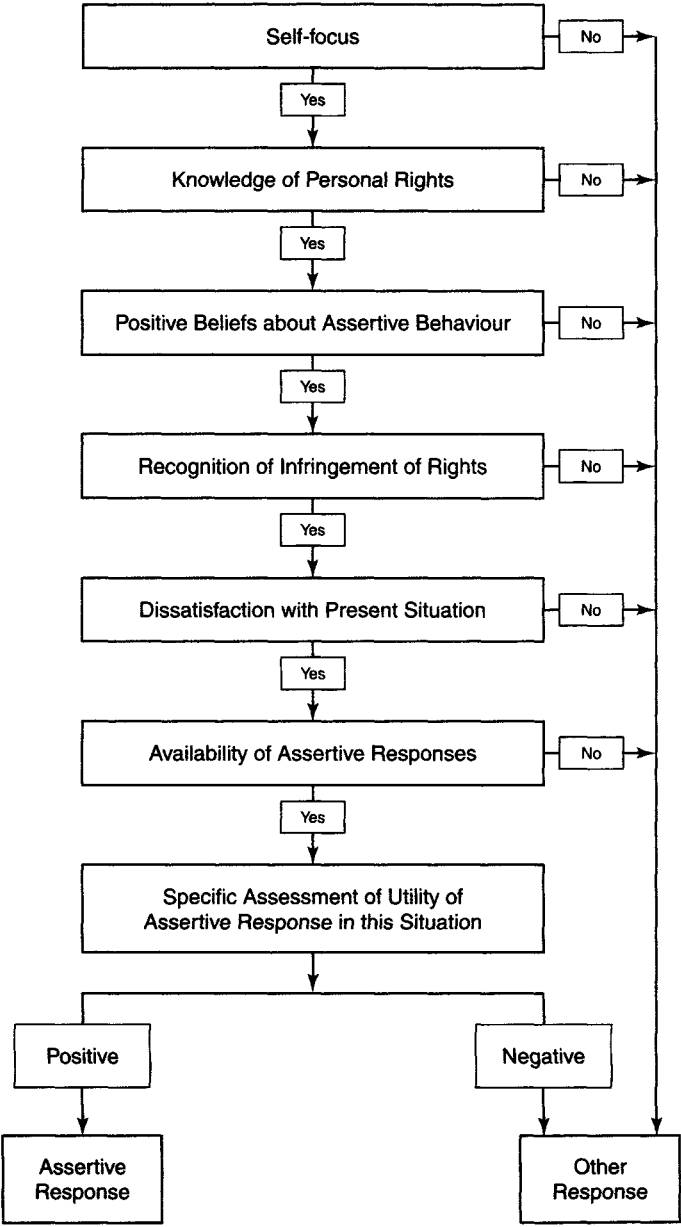 Self-focus
No
Yes
Knowledge of Personal Rights
No
Yes
Positive Beliefs about Assertive Behaviour
No
Yes
Recognition of Infringement of Rights
No
Yes
Dissatisfaction with Present Situation
No
Yes
Availability of Assertive Responses
No
Yes
Specific Assessment of Utility of
Assertive Response in this Situation
Positive
Negative
Assertive
Response
Other
Response